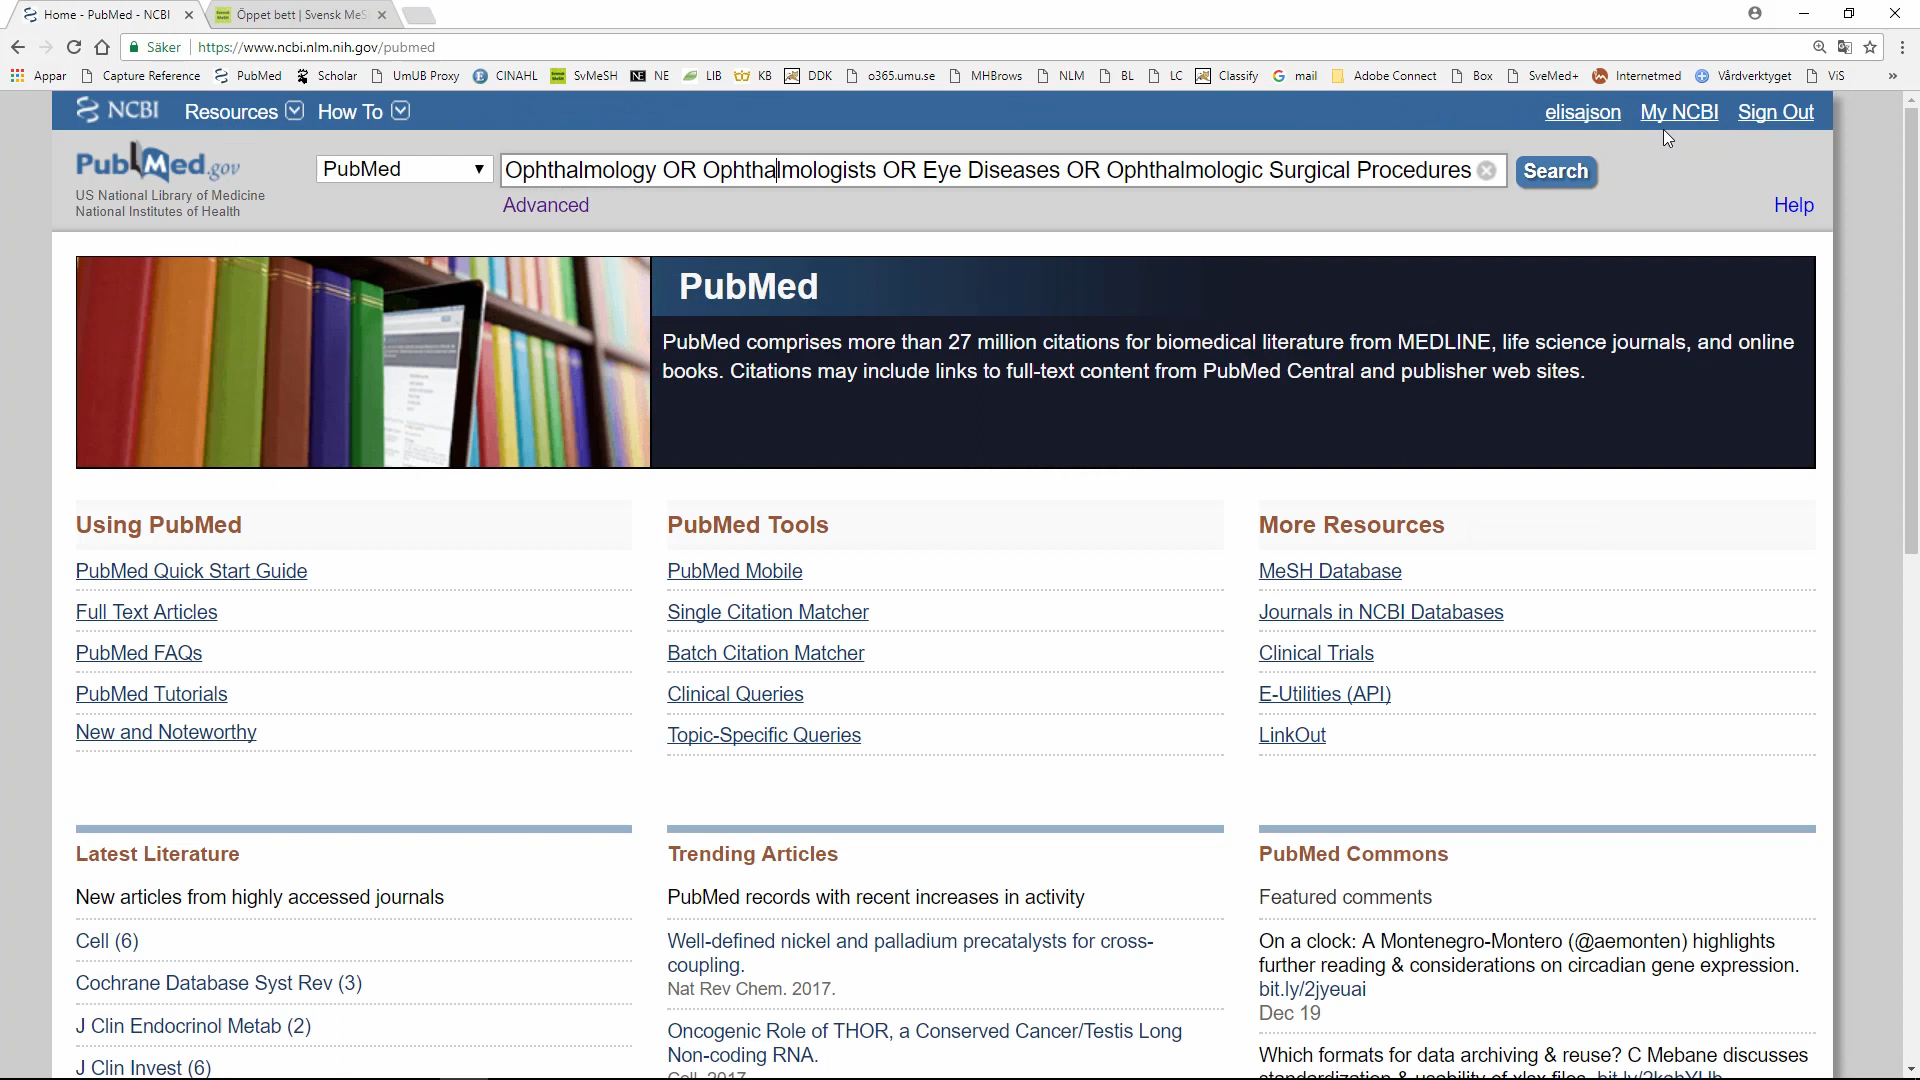 Home - PubMed - NCBI
Öppet bett | Svensk MeS
Säker
https://www.ncbi.nlm.nih.gov/pubmed
Appar Capture Reference PubMed Scholar UmUB Proxy CINAHL SvMeSH NE LIB KB DDK o365.umu.se MHBrows NLM BL LC Classify mail Adobe Connect Box SveMed+ Internetmed Vårdverktyget ViS »
NCBI Resources How To elisajson My NCBI Sign Out
PubMed.gov
US National Library of Medicine
National Institutes of Health
PubMed
Ophthalmology OR Ophthalmologists OR Eye Diseases OR Ophthalmologic Surgical Procedures
Search
Advanced
Help
PubMed
PubMed comprises more than 27 million citations for biomedical literature from MEDLINE, life science journals, and online
books. Citations may include links to full-text content from PubMed Central and publisher web sites.
Using PubMed
PubMed Quick Start Guide
Full Text Articles
PubMed FAQs
PubMed Tutorials
New and Noteworthy
PubMed Tools
PubMed Mobile
Single Citation Matcher
Batch Citation Matcher
Clinical Queries
Topic-Specific Queries
More Resources
MeSH Database
Journals in NCBI Databases
Clinical Trials
E-Utilities (API)
LinkOut
Latest Literature
New articles from highly accessed journals
Cell (6)
Cochrane Database Syst Rev (3)
J Clin Endocrinol Metab (2)
J Clin Invest (6)
Trending Articles
PubMed records with recent increases in activity
Well-defined nickel and palladium precatalysts for cross-
coupling.
Nat Rev Chem. 2017.
Oncogenic Role of THOR, a Conserved Cancer/Testis Long
Non-coding RNA.
Cell. 2017.
PubMed Commons
Featured comments
On a clock: A Montenegro-Montero (@aemonten) highlights
further reading & considerations on circadian gene expression.
bit.ly/2jyeuai
Dec 19
Which formats for data archiving & reuse? C Mebane discusses
standardization & usability of xlsx files.